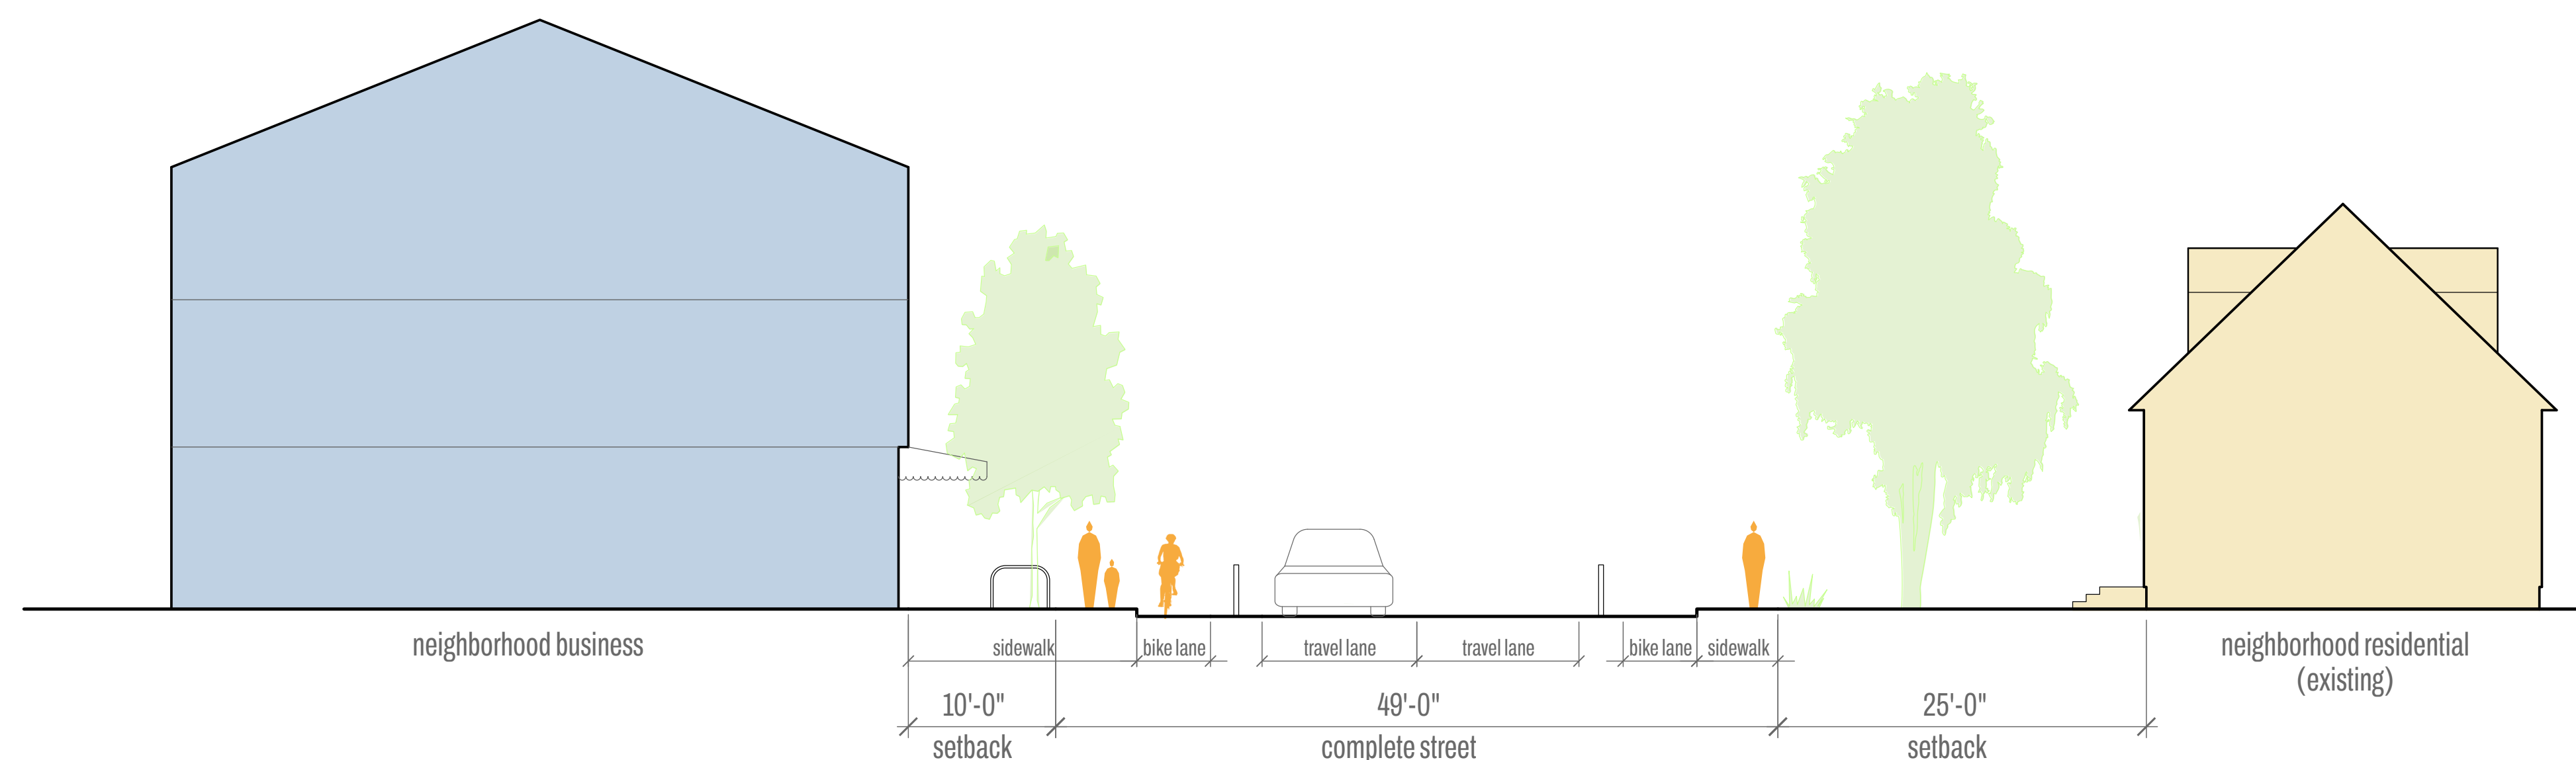 neighborhood business
sidewalk
bike lane
travel lane
travel lane
bike lane
sidewalk
neighborhood residential
(existing)
10'-0"
49'-0"
25'-0"
setback
complete street
setback